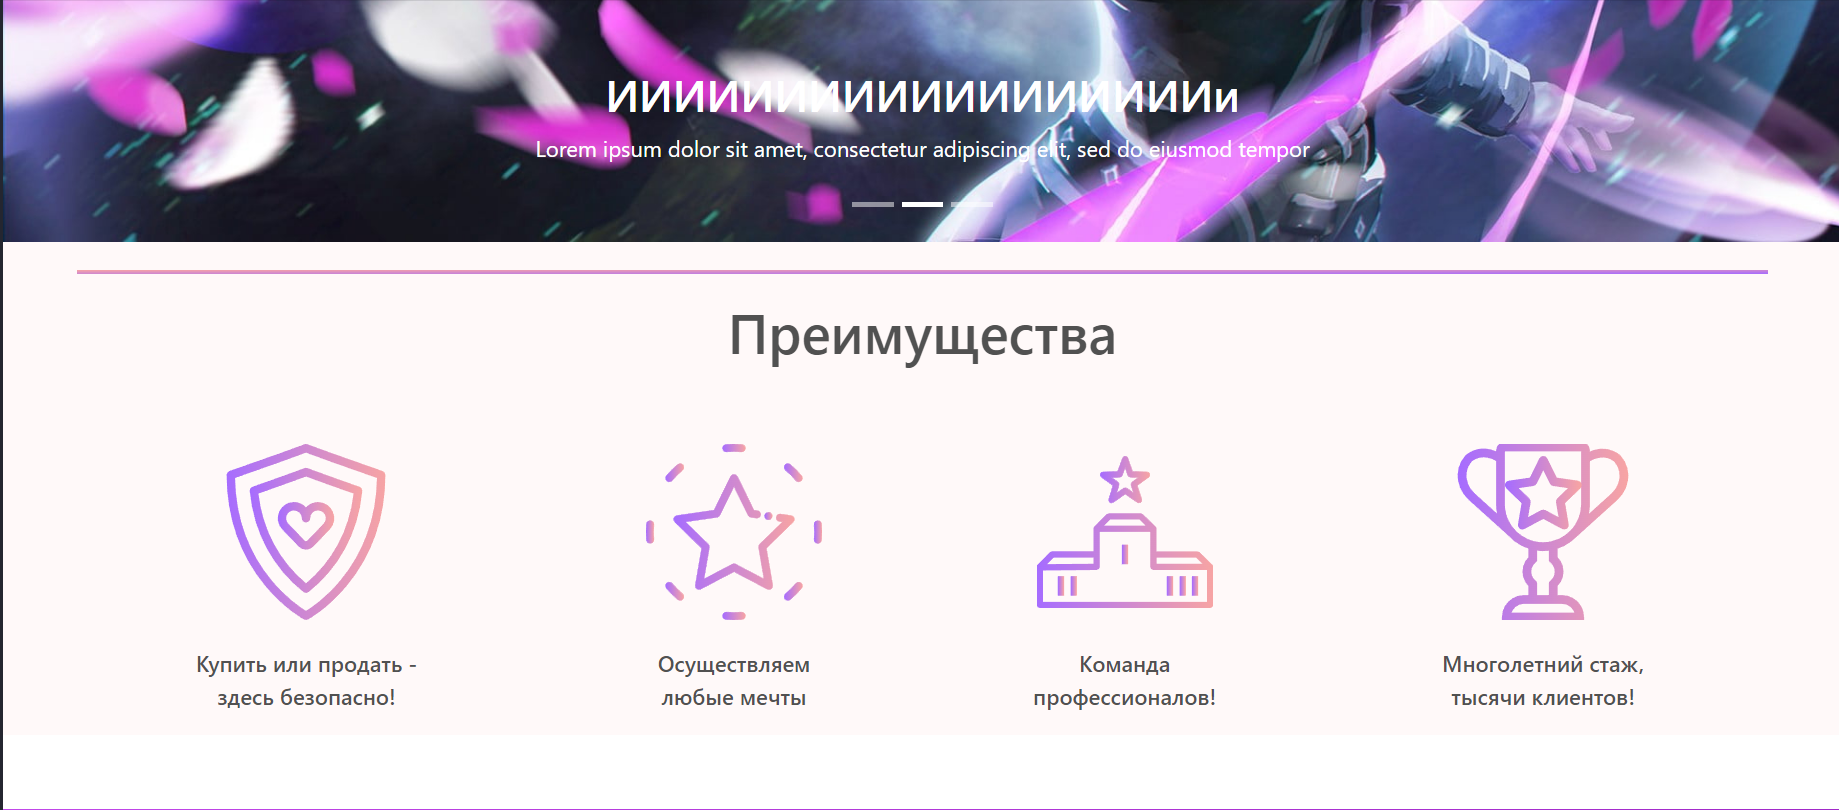 ИИИИИИИИИИИИИИИИИИи
Lorem ipsum dolor sit amet, consectetur adipiscing elit, sed do eiusmod tempor
Преимущества
Купить или продать -
здесь безопасно!
Осуществляем
любые мечты
Команда
профессионалов!
Многолетний стаж,
тысячи клиентов!